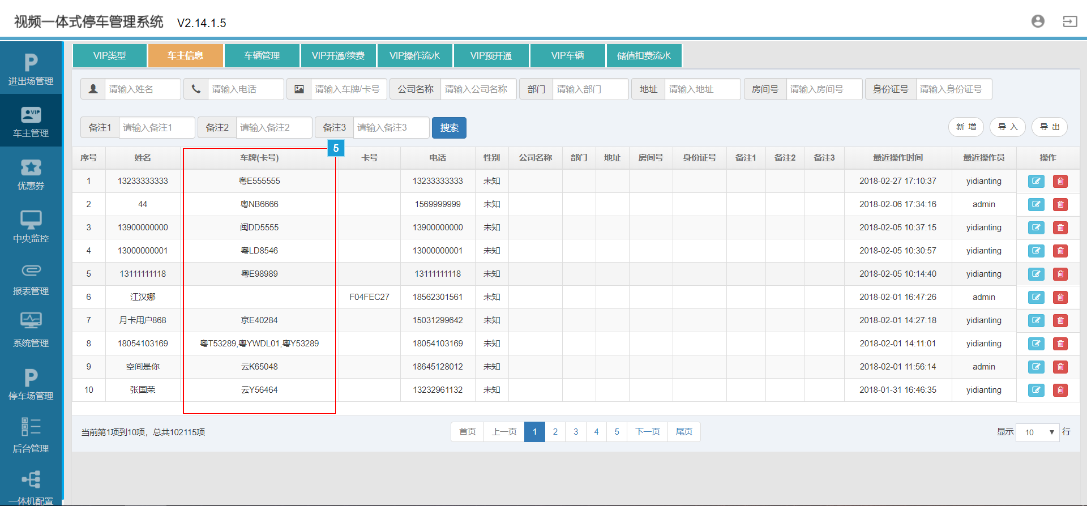 视频一体式停车管理系统 V2.14.1.5
VIP类型 车主信息 车辆管理 VIP开通/续费 VIP操作流水 VIP预开通 VIP车辆 储值扣费流水
请输入姓名 请输入电话 请输入车牌/卡号 公司名称 请输入公司名称 部门 请输入部门 地址 请输入地址 房间号 请输入房间号 身份证号 请输入身份证号
备注1 请输入备注1 备注2 请输入备注2 备注3 请输入备注3 搜索 新 增 导 入 导 出
5
序号 姓名 车牌(卡号) 卡号 电话 性别 公司名称 部门 地址 房间号 身份证号 备注1 备注2 备注3 最近操作时间 最近操作员 操作
1 13233333333 粤E555555 13233333333 未知 2018-02-27 17:10:37 yidianting
2 44 粤NB6666 1569999999 未知 2018-02-06 17:34:16 admin
3 13900000000 闽DD5555 13900000000 未知 2018-02-05 10:37:15 yidianting
4 13000000001 粤LD8546 13000000001 未知 2018-02-05 10:30:57 yidianting
5 13111111118 粤E98989 13111111118 未知 2018-02-05 10:14:40 yidianting
6 江汉娜 F04FEC27 18562301561 未知 2018-02-01 16:47:26 admin
7 月卡用户868 京E40284 15031299642 未知 2018-02-01 14:27:18 yidianting
8 18054103169 粤T53289,粤YWDL01,粤Y53289 18054103169 未知 2018-02-01 14:11:01 yidianting
9 空间是你 云K65048 18645128012 未知 2018-02-01 11:56:14 admin
10 张国荣 云Y56464 13232961132 未知 2018-01-31 16:46:35 yidianting
当前第1项到10项，总共102115项 首页 上一页 1 2 3 4 5 下一页 尾页 显示 10 行
进出场管理
车主管理
优惠券
中央监控
报表管理
系统管理
停车场管理
后台管理
一体机配置